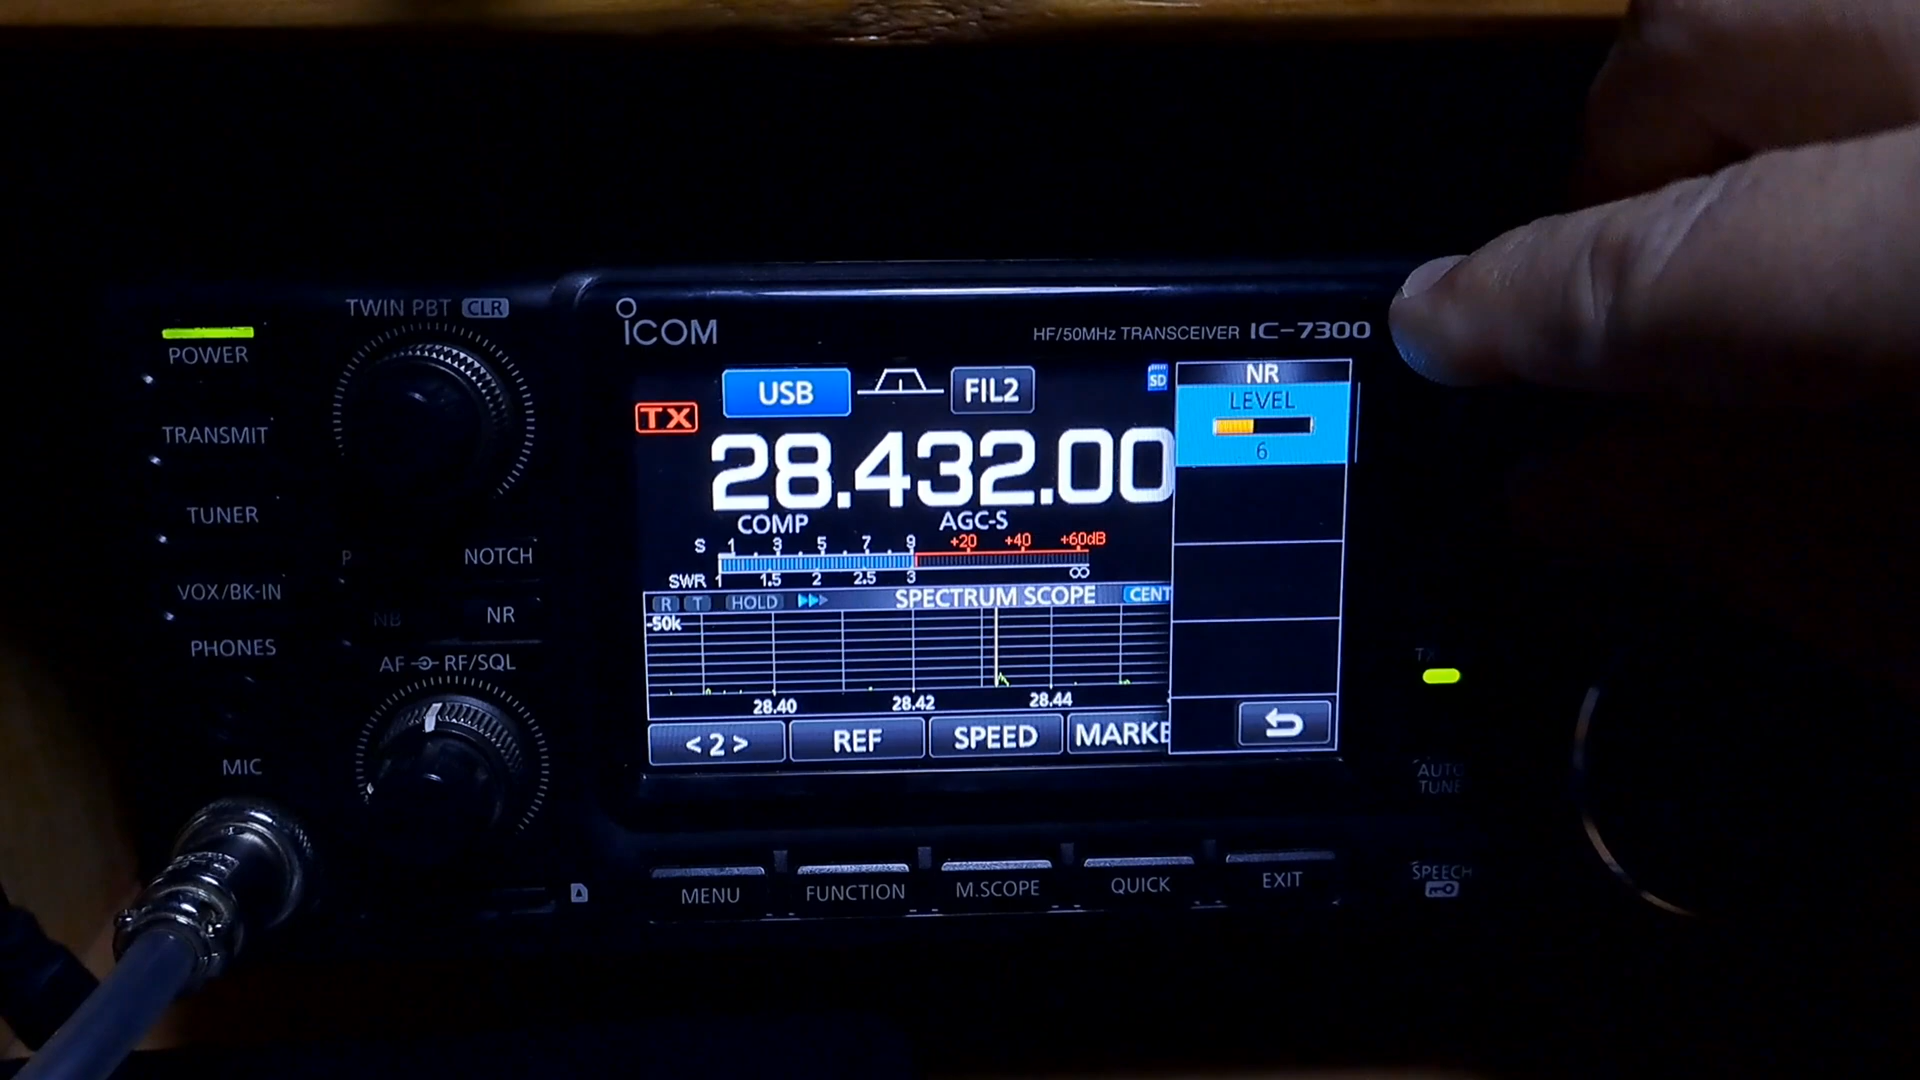 TWIN PBT CLR
POWER
TRANSMIT
TUNER
VOX/BK-IN
PHONES
MIC
P
NOTCH
NB
NR
AF RF/SQL
ICOM
HF/50MHz TRANSCEIVER IC-7300
USB
FIL2
SD
TX
28.432.00
COMP
AGC-S
S 1 3 5 7 9 +20 +40 +60dB
SWR 1 1.5 2 2.5 3 ∞
R T HOLD SPECTRUM SCOPE CENT
-50k
28.40 28.42 28.44
<2> REF SPEED MARKE
NR
LEVEL
6
MENU
FUNCTION
M.SCOPE
QUICK
EXIT
AUTO
TUNE
SPEECH